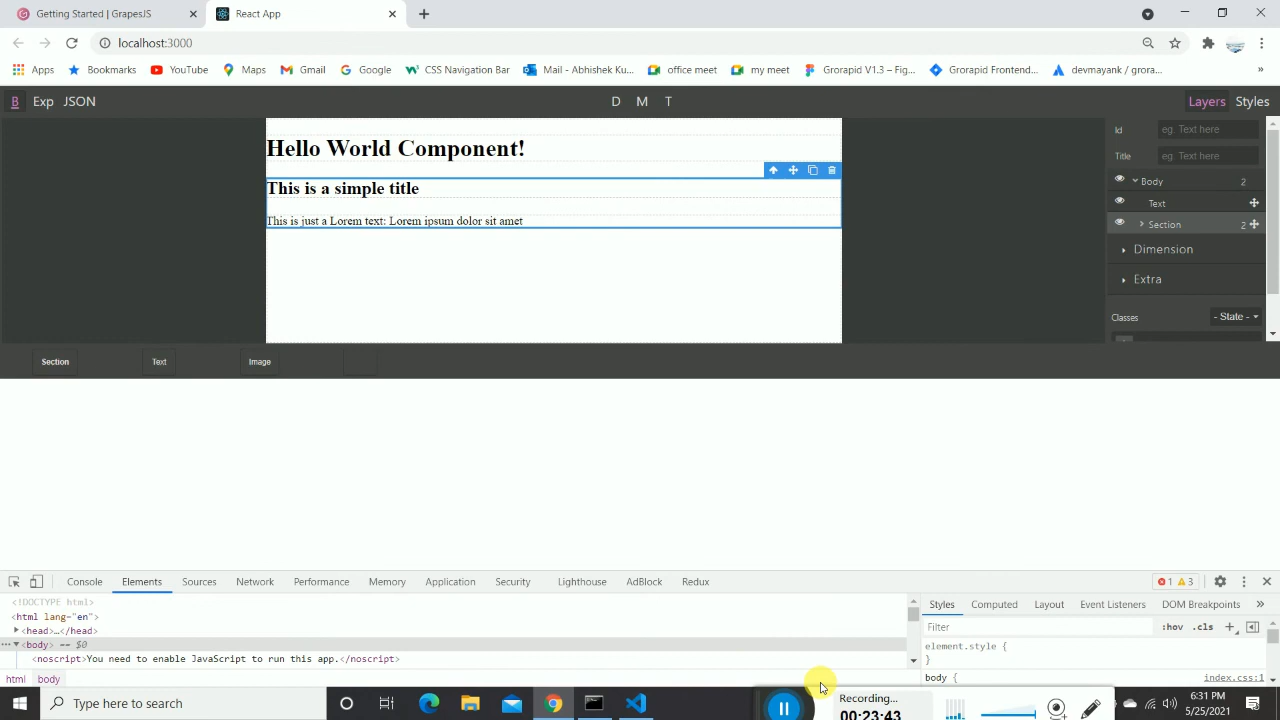 Getting Started | GrapesJS
React App
localhost:3000
Apps Bookmarks YouTube Maps Gmail Google CSS Navigation Bar Mail - Abhishek Ku... office meet my meet Grorapid V1.3 – Fig... Grorapid Frontend... devmayank / grora... »
B Exp JSON D M T Layers Styles
Id eg. Text here
Title eg. Text here
Body 2
Text
Section 2
Dimension
Extra
Classes - State -
Hello World Component!
This is a simple title
This is just a Lorem text: Lorem ipsum dolor sit amet
Section Text Image
Console Elements Sources Network Performance Memory Application Security Lighthouse AdBlock Redux 1 3
<!DOCTYPE html>
<html lang="en">
<head>…</head>
<body> == $0
<noscript>You need to enable JavaScript to run this app.</noscript>
html body
Styles Computed Layout Event Listeners DOM Breakpoints »
Filter :hov .cls +
element.style {
}
body { index.css:1
Type here to search
Recording...
00:23:43
6:31 PM
5/25/2021